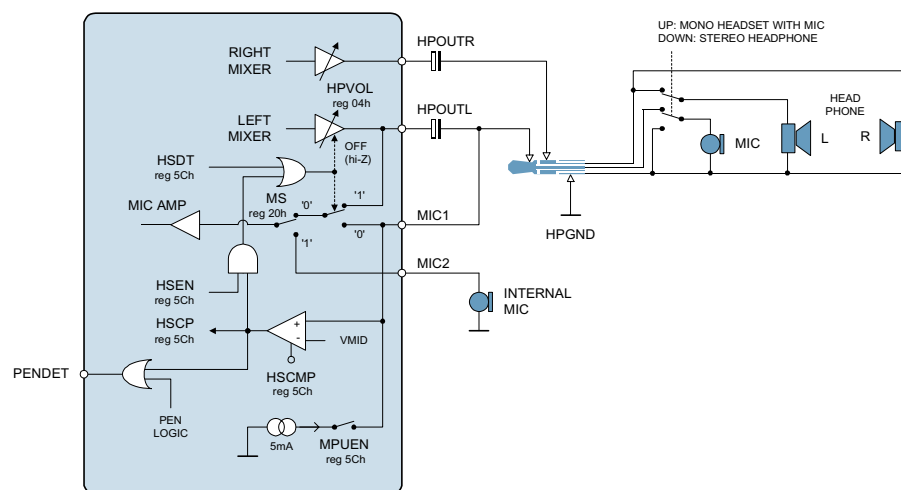 UP: MONO HEADSET WITH MIC
DOWN: STEREO HEADPHONE
HPOUTR
RIGHT
MIXER
HPVOL
reg 04h
HPOUTL
LEFT
MIXER
OFF
(hi-Z)
HEAD
PHONE
MIC
L
R
HSDT
reg 5Ch
MS
reg 20h
'0'
'1'
MIC AMP
MIC1
'0'
'1'
HPGND
MIC2
HSEN
reg 5Ch
INTERNAL
MIC
HSCP
reg 5Ch
+
-
VMID
HSCMP
reg 5Ch
PENDET
PEN
LOGIC
5mA
MPUEN
reg 5Ch